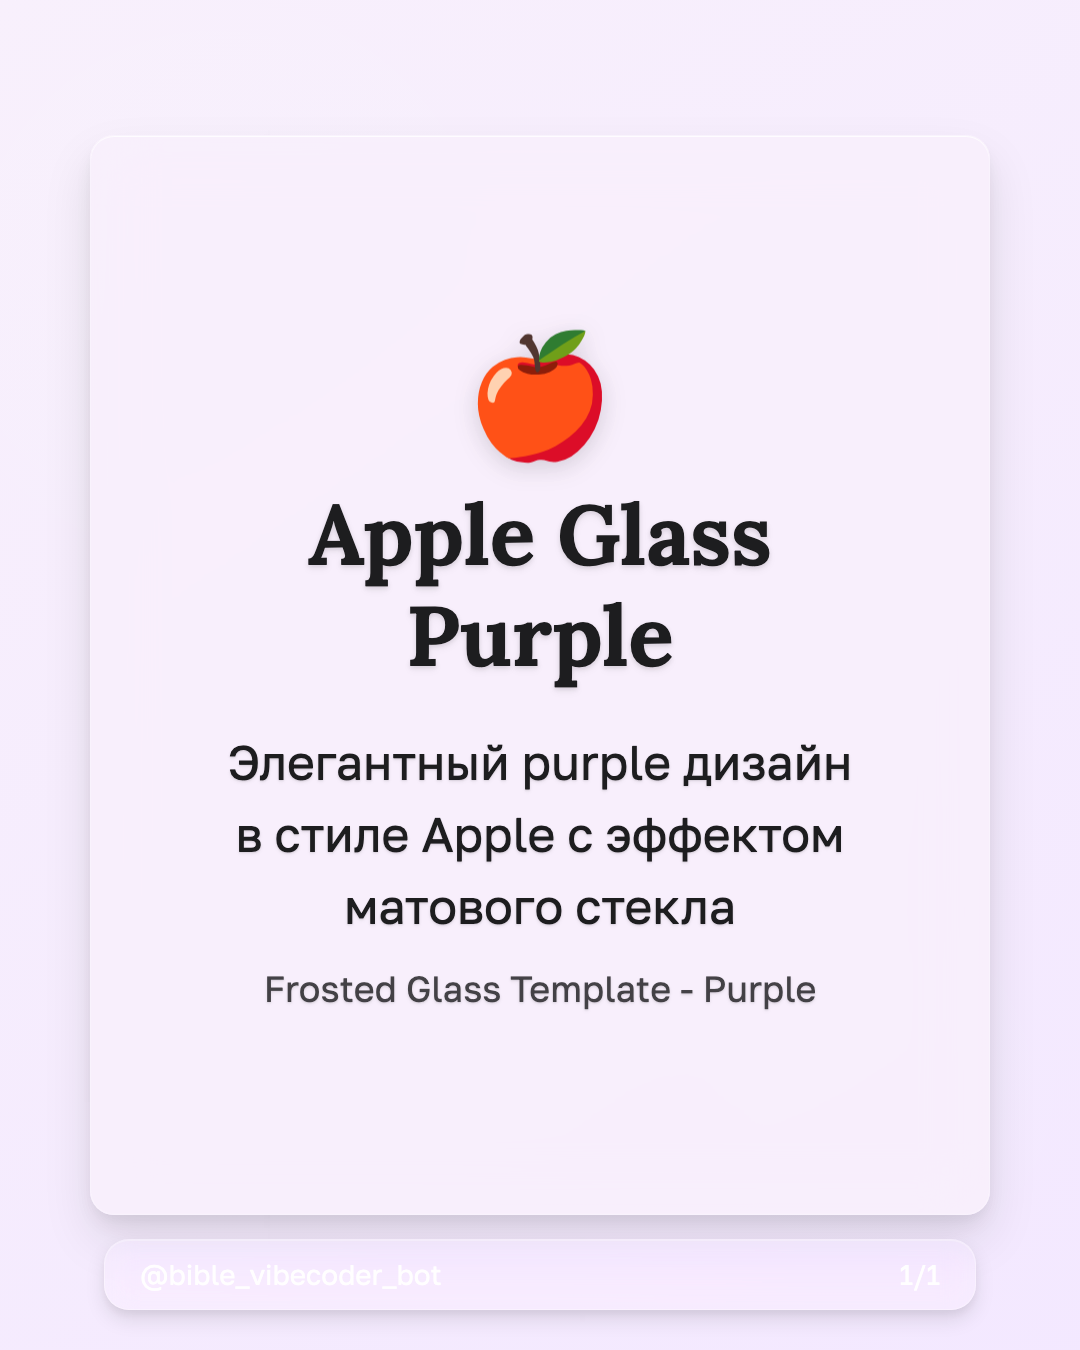 Apple Glass
Purple
Элегантный purple дизайн
в стиле Apple с эффектом
матового стекла
Frosted Glass Template - Purple
@bible_vibecoder_bot
1/1